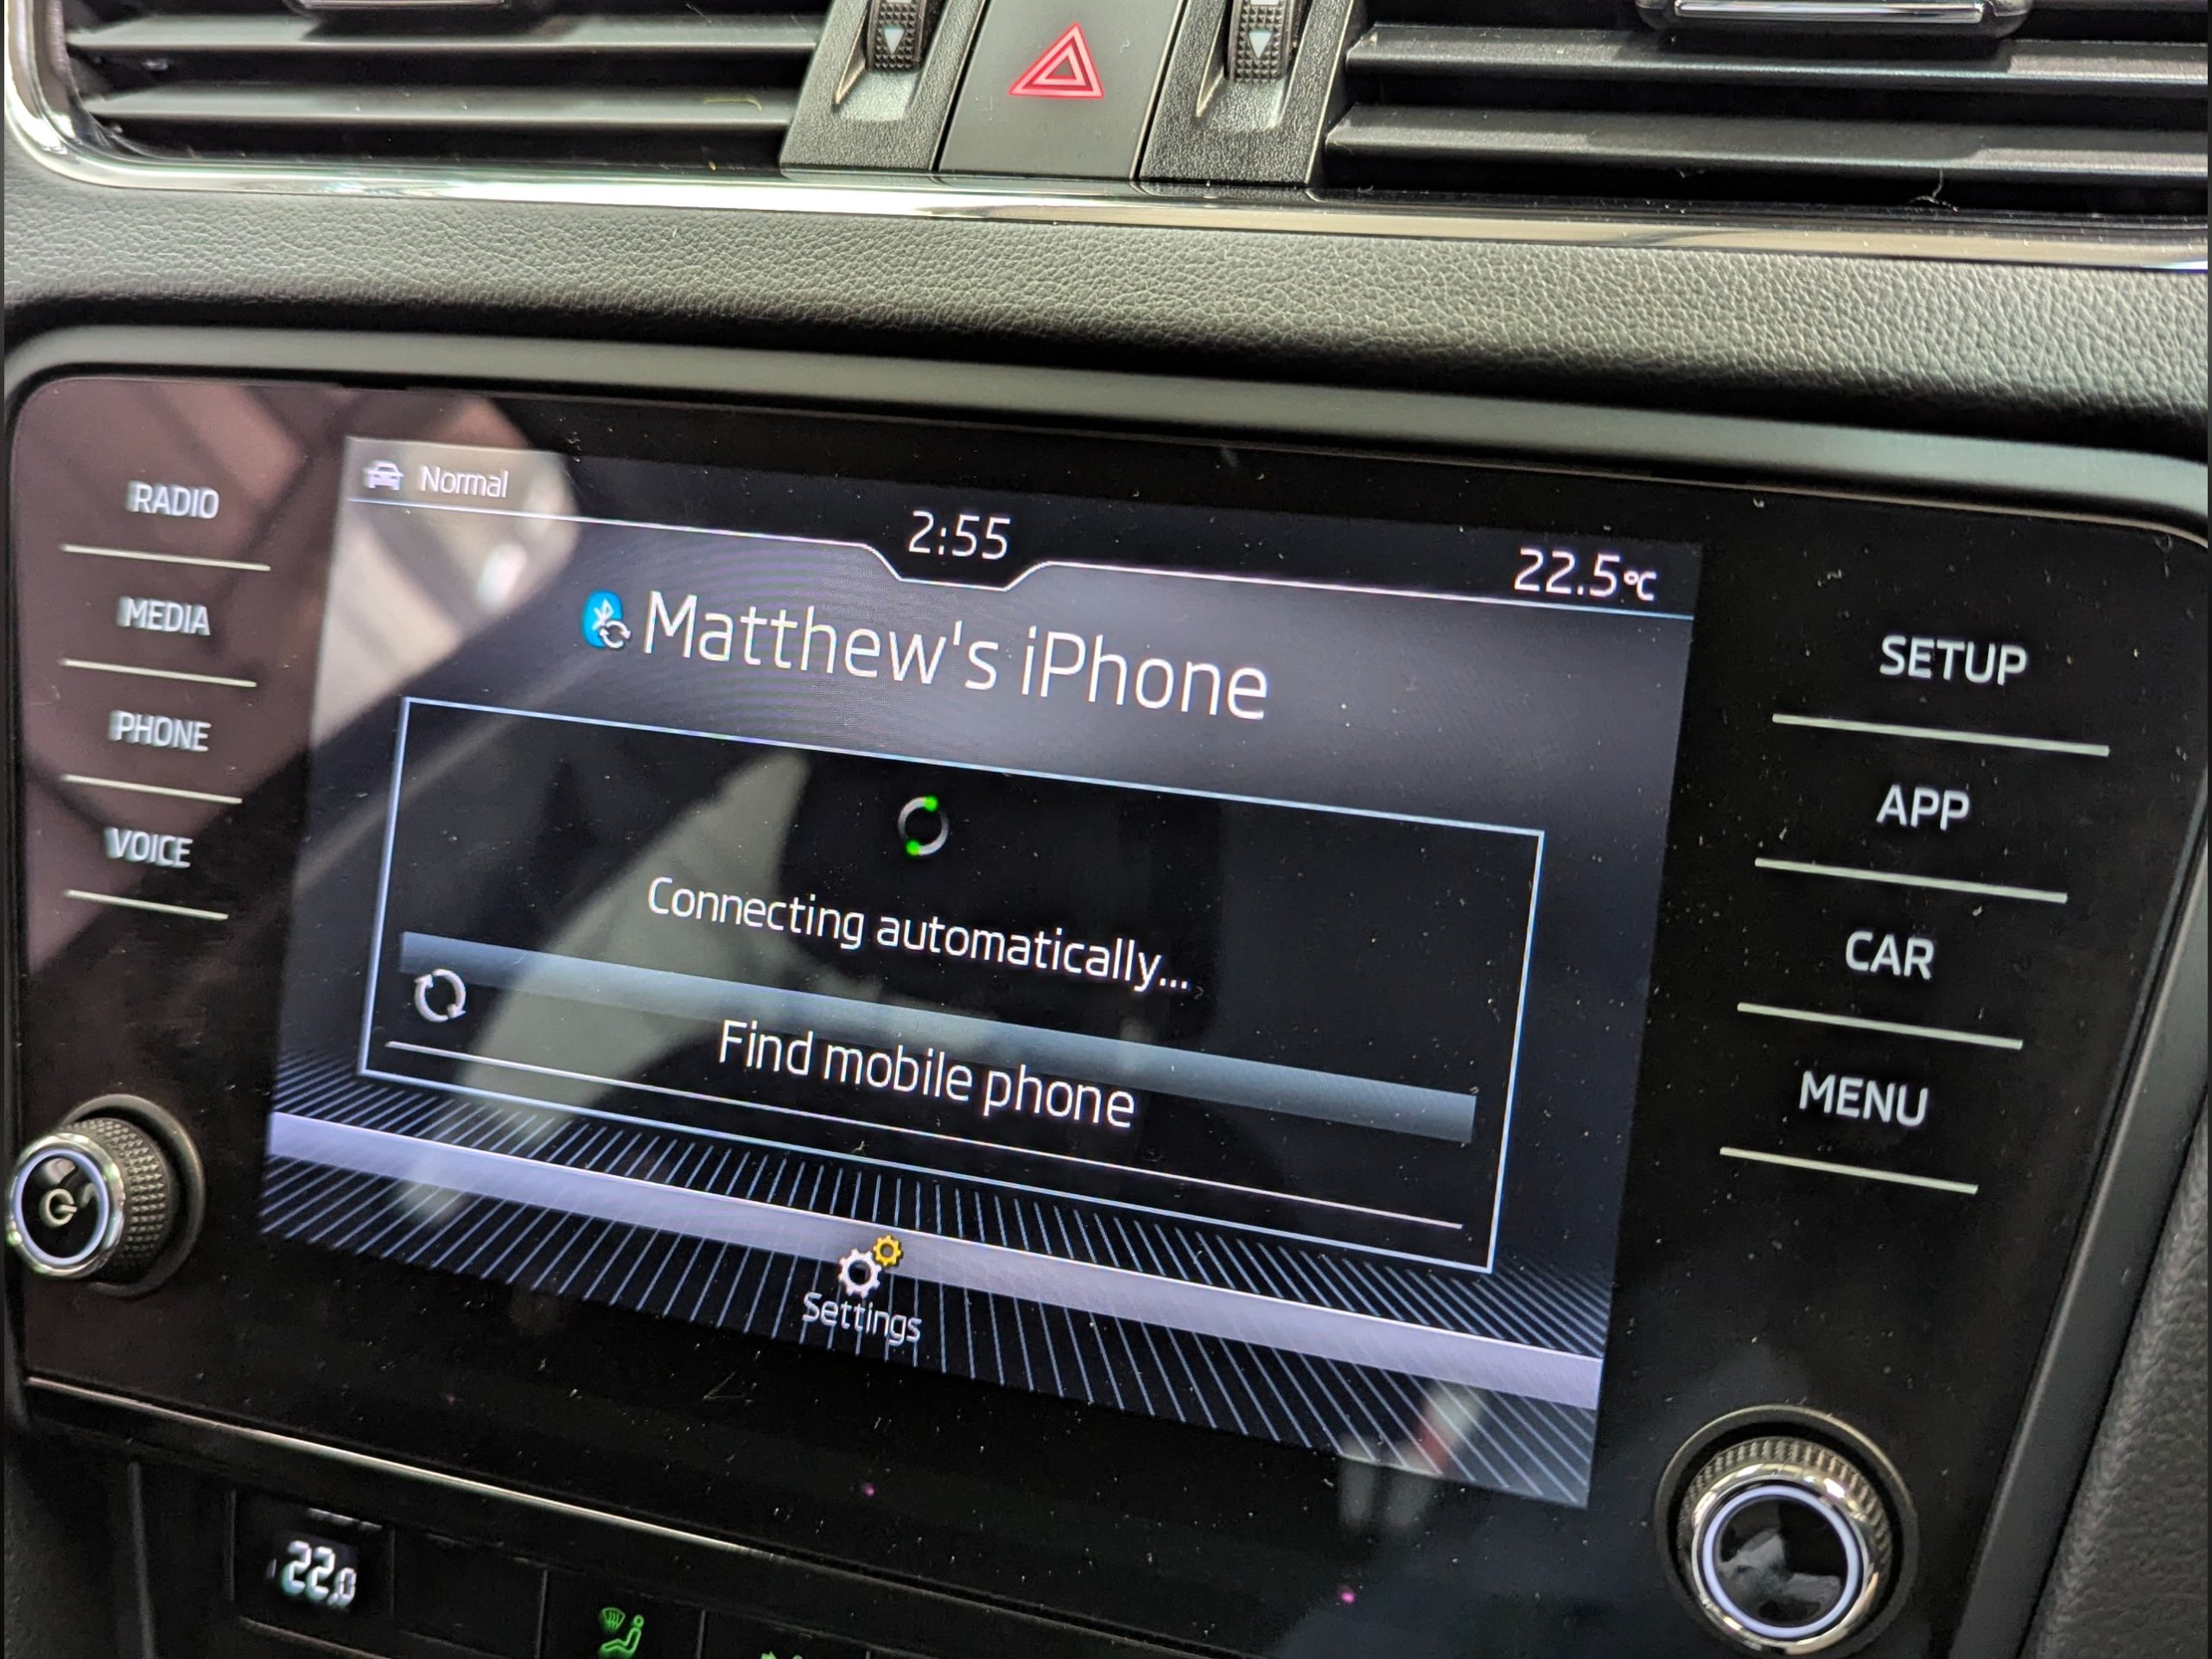 Normal
2:55
22.5°C
Matthew's iPhone
Connecting automatically...
Find mobile phone
Settings
RADIO
MEDIA
PHONE
VOICE
SETUP
APP
CAR
MENU
22.0